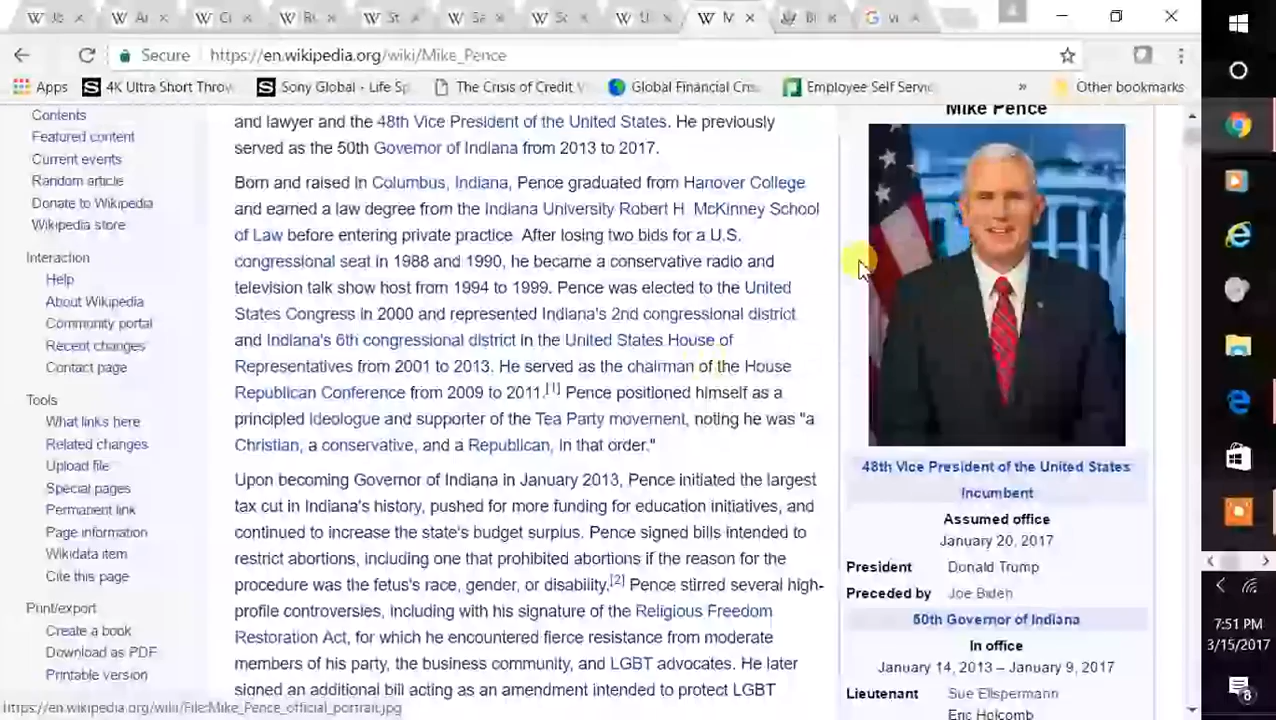 Secure
https://en.wikipedia.org/wiki/Mike_Pence
Apps
4K Ultra Short Throw
Sony Global - Life Sp
The Crisis of Credit V
Global Financial Cris
Employee Self Servic
»
Other bookmarks
Contents
Featured content
Current events
Random article
Donate to Wikipedia
Wikipedia store
Interaction
Help
About Wikipedia
Community portal
Recent changes
Contact page
Tools
What links here
Related changes
Upload file
Special pages
Permanent link
Page information
Wikidata item
Cite this page
Print/export
Create a book
Download as PDF
Printable version
and lawyer and the 48th Vice President of the United States. He previously
served as the 50th Governor of Indiana from 2013 to 2017.
Born and raised in Columbus, Indiana, Pence graduated from Hanover College
and earned a law degree from the Indiana University Robert H McKinney School
of Law before entering private practice After losing two bids for a U.S.
congressional seat in 1988 and 1990, he became a conservative radio and
television talk show host from 1994 to 1999. Pence was elected to the United
States Congress in 2000 and represented Indiana's 2nd congressional district
and Indiana's 6th congressional district in the United States House of
Representatives from 2001 to 2013. He served as the chairman of the House
Republican Conference from 2009 to 2011.[1] Pence positioned himself as a
principled ideologue and supporter of the Tea Party movement, noting he was "a
Christian, a conservative, and a Republican, in that order."
Upon becoming Governor of Indiana in January 2013, Pence initiated the largest
tax cut in Indiana's history, pushed for more funding for education initiatives, and
continued to increase the state's budget surplus. Pence signed bills intended to
restrict abortions, including one that prohibited abortions if the reason for the
procedure was the fetus's race, gender, or disability.[2] Pence stirred several high-
profile controversies, including with his signature of the Religious Freedom
Restoration Act, for which he encountered fierce resistance from moderate
members of his party, the business community, and LGBT advocates. He later
signed an additional bill acting as an amendment intended to protect LGBT
Mike Pence
48th Vice President of the United States
Incumbent
Assumed office
January 20, 2017
President Donald Trump
Preceded by Joe Biden
50th Governor of Indiana
In office
January 14, 2013 – January 9, 2017
Lieutenant Sue Ellspermann
Eric Holcomb
https://en.wikipedia.org/wiki/File:Mike_Pence_official_portrait.jpg
7:51 PM
3/15/2017